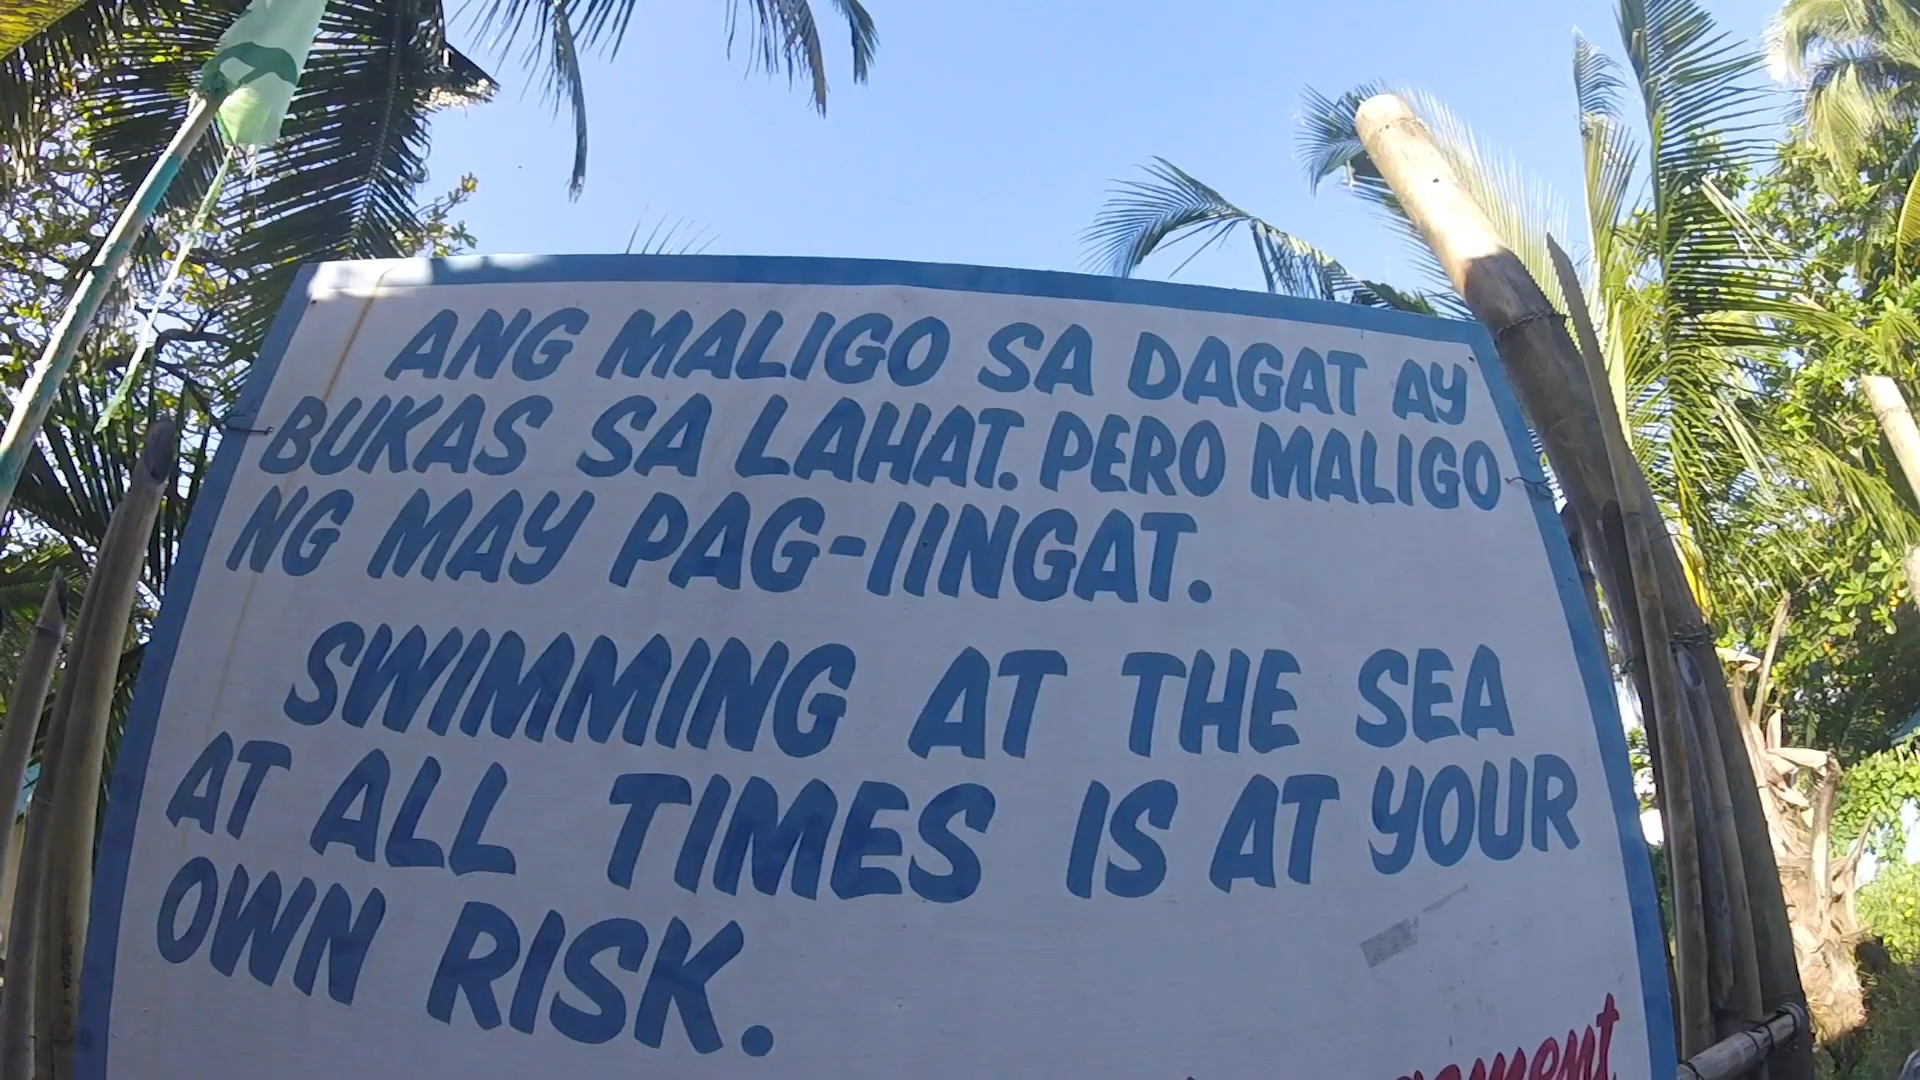 ANG MALIGO SA DAGAT AY
BUKAS SA LAHAT. PERO MALIGO
NG MAY PAG-IINGAT.
SWIMMING AT THE SEA
AT ALL TIMES IS AT YOUR
OWN RISK.